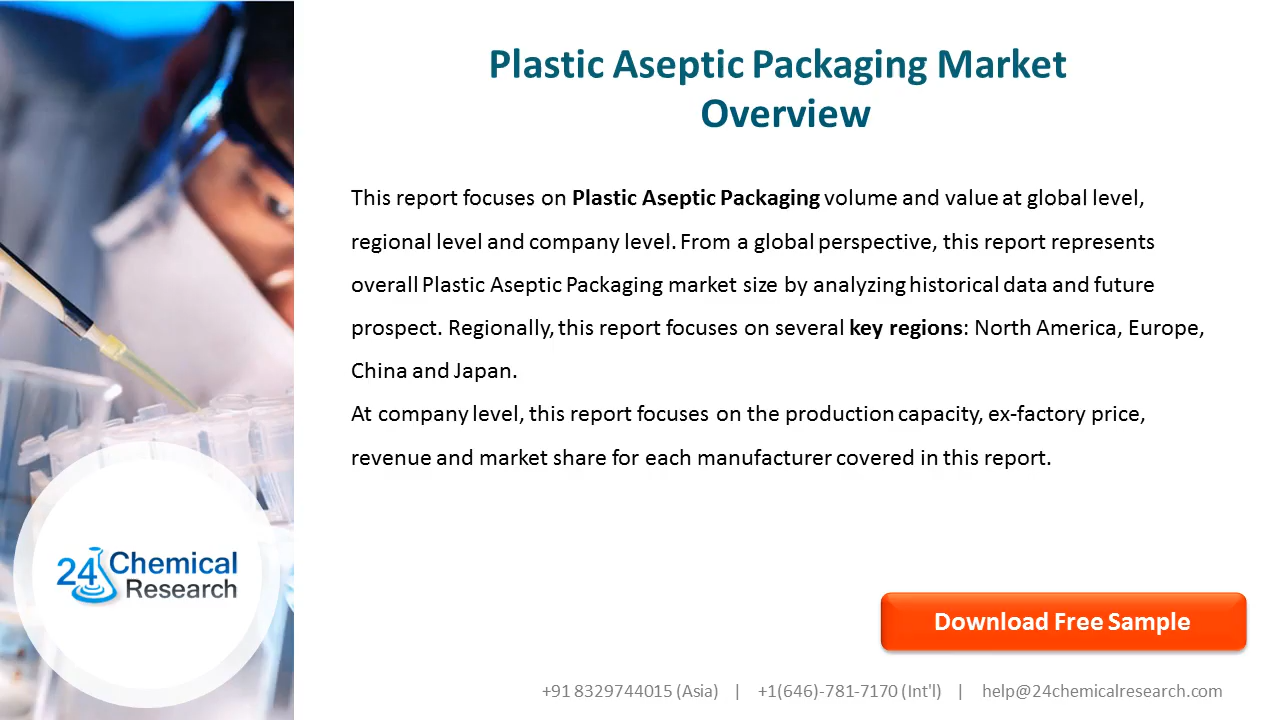 Plastic Aseptic Packaging Market
Overview
This report focuses on Plastic Aseptic Packaging volume and value at global level,
regional level and company level. From a global perspective, this report represents
overall Plastic Aseptic Packaging market size by analyzing historical data and future
prospect. Regionally, this report focuses on several key regions: North America, Europe,
China and Japan.
At company level, this report focuses on the production capacity, ex-factory price,
revenue and market share for each manufacturer covered in this report.
24 Chemical
Research
Download Free Sample
+91 8329744015 (Asia) | +1(646)-781-7170 (Int'l) | help@24chemicalresearch.com